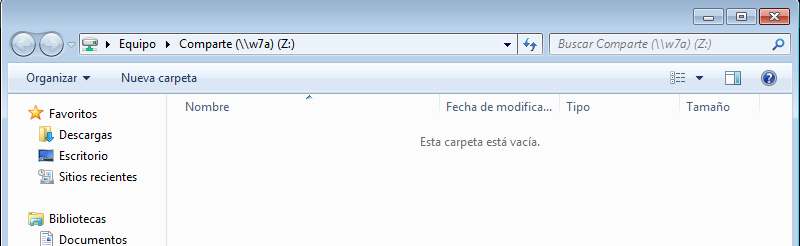 Equipo Comparte (\\w7a) (Z:) Buscar Comparte (\\w7a) (Z:)
Organizar Nueva carpeta
Nombre Fecha de modifica... Tipo Tamaño
Esta carpeta está vacía.
Favoritos
Descargas
Escritorio
Sitios recientes
Bibliotecas
Documentos